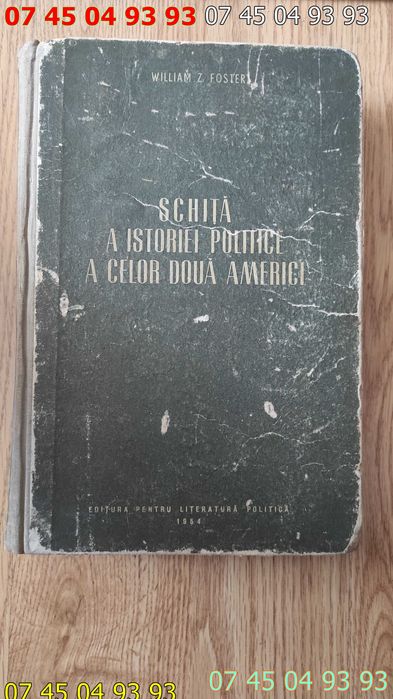 07 45 04 93 93 07 45 04 93 93
WILLIAM Z. FOSTER
SCHIȚĂ
A ISTORIEI POLITICE
A CELOR DOUĂ AMERICI
EDITURA PENTRU LITERATURĂ POLITICĂ
1954
07 45 04 93 93 07 45 04 93 93